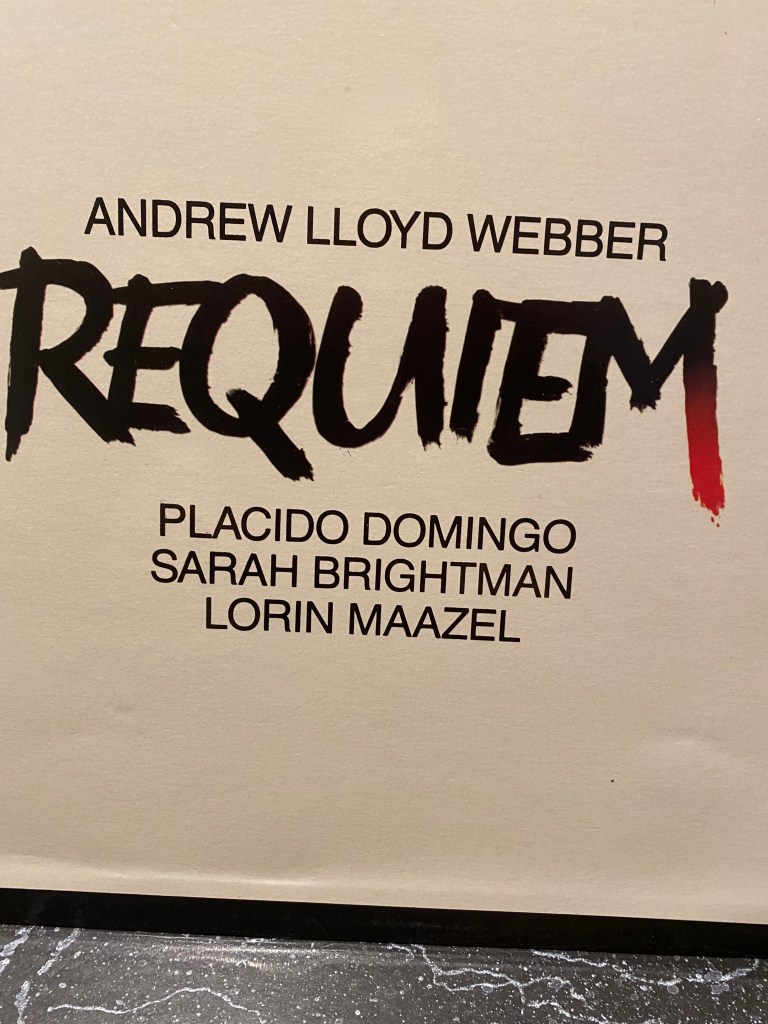 ANDREW LLOYD WEBBER
REQUIEM
PLACIDO DOMINGO
SARAH BRIGHTMAN
LORIN MAAZEL